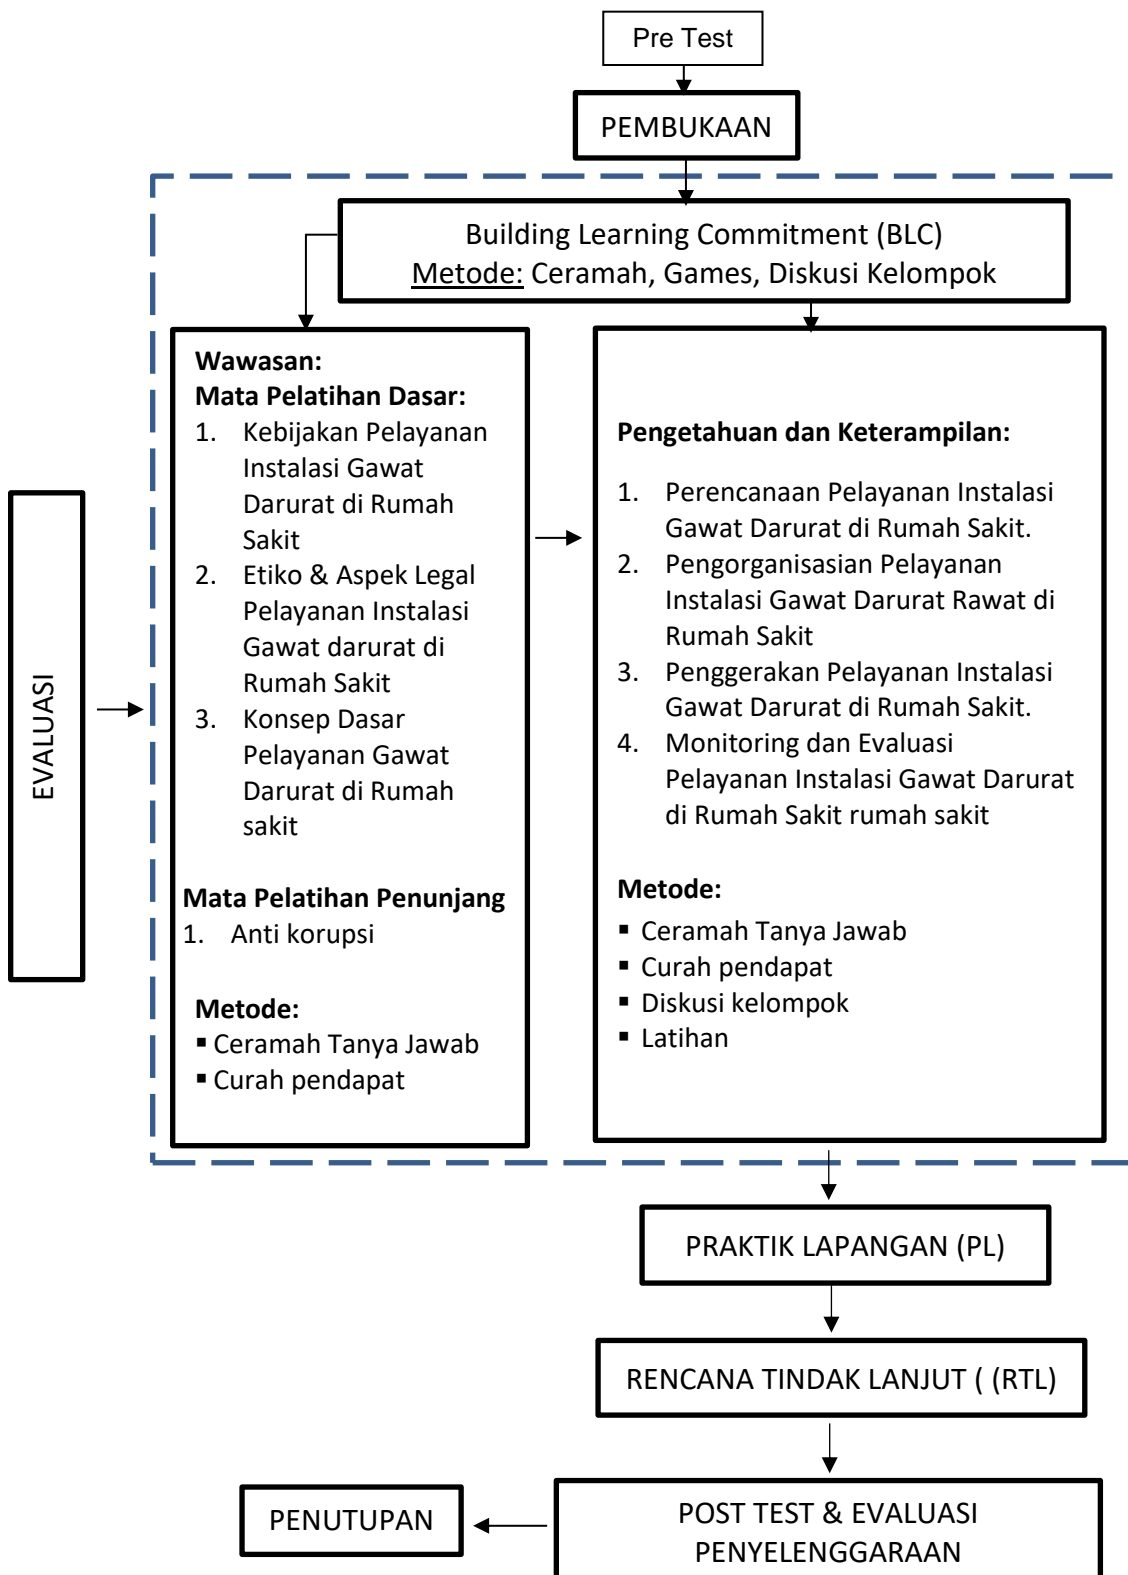 Pre Test
PEMBUKAAN
Building Learning Commitment (BLC)
Metode: Ceramah, Games, Diskusi Kelompok
EVALUASI
Wawasan:
Mata Pelatihan Dasar:
1. Kebijakan Pelayanan
Instalasi Gawat
Darurat di Rumah
Sakit
2. Etiko & Aspek Legal
Pelayanan Instalasi
Gawat darurat di
Rumah Sakit
3. Konsep Dasar
Pelayanan Gawat
Darurat di Rumah
sakit
Mata Pelatihan Penunjang
1. Anti korupsi
Metode:
▪ Ceramah Tanya Jawab
▪ Curah pendapat
Pengetahuan dan Keterampilan:
1. Perencanaan Pelayanan Instalasi
Gawat Darurat di Rumah Sakit.
2. Pengorganisasian Pelayanan
Instalasi Gawat Darurat Rawat di
Rumah Sakit
3. Penggerakan Pelayanan Instalasi
Gawat Darurat di Rumah Sakit.
4. Monitoring dan Evaluasi
Pelayanan Instalasi Gawat Darurat
di Rumah Sakit rumah sakit
Metode:
▪ Ceramah Tanya Jawab
▪ Curah pendapat
▪ Diskusi kelompok
▪ Latihan
PRAKTIK LAPANGAN (PL)
RENCANA TINDAK LANJUT ( (RTL)
POST TEST & EVALUASI
PENYELENGGARAAN
PENUTUPAN